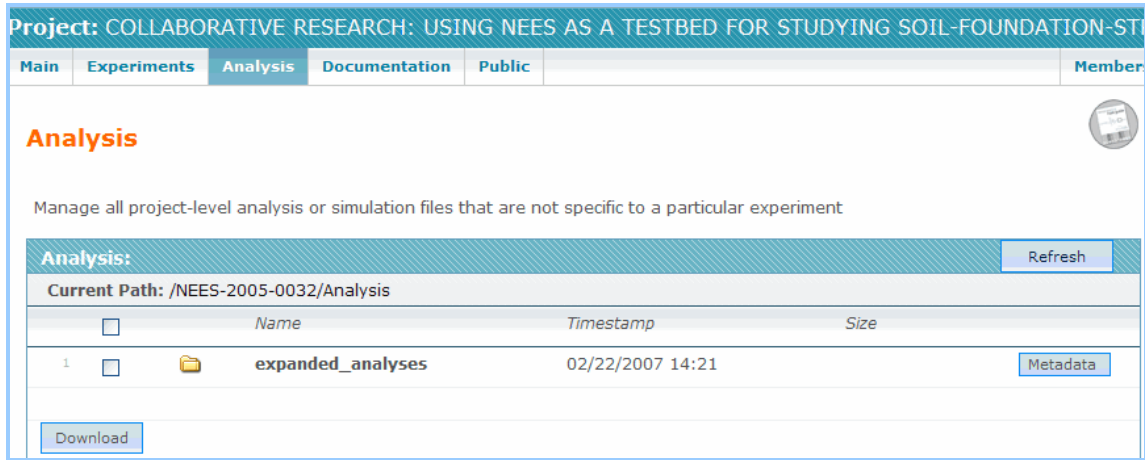 Project: COLLABORATIVE RESEARCH: USING NEES AS A TESTBED FOR STUDYING SOIL-FOUNDATION-ST
Main Experiments Analysis Documentation Public Member
Analysis
Manage all project-level analysis or simulation files that are not specific to a particular experiment
Analysis: Refresh
Current Path: /NEES-2005-0032/Analysis
Name Timestamp Size
1 expanded_analyses 02/22/2007 14:21 Metadata
Download